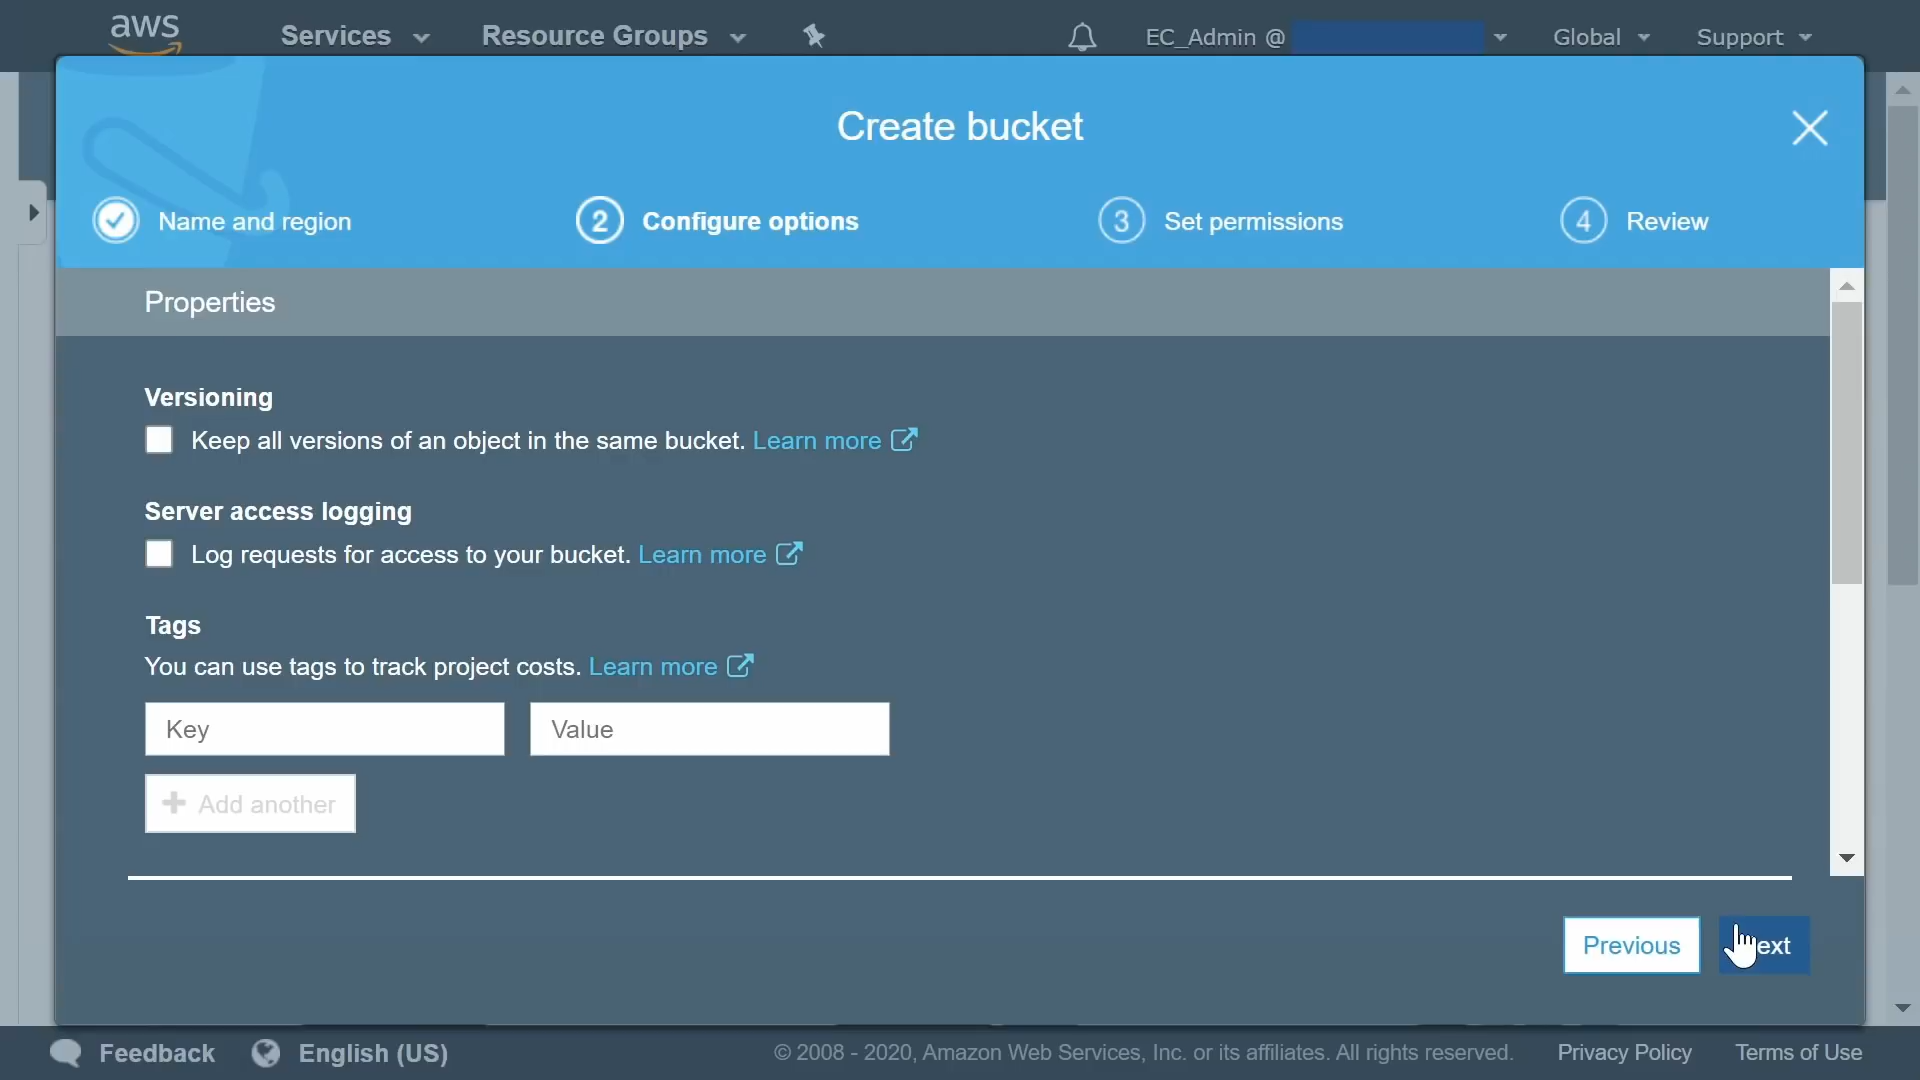 aws Services Resource Groups EC_Admin @ Global Support
Create bucket
Name and region 2 Configure options 3 Set permissions 4 Review
Properties
Versioning
Keep all versions of an object in the same bucket. Learn more
Server access logging
Log requests for access to your bucket. Learn more
Tags
You can use tags to track project costs. Learn more
Key Value
Add another
Previous ext
Feedback English (US) © 2008 - 2020, Amazon Web Services, Inc. or its affiliates. All rights reserved. Privacy Policy Terms of Use